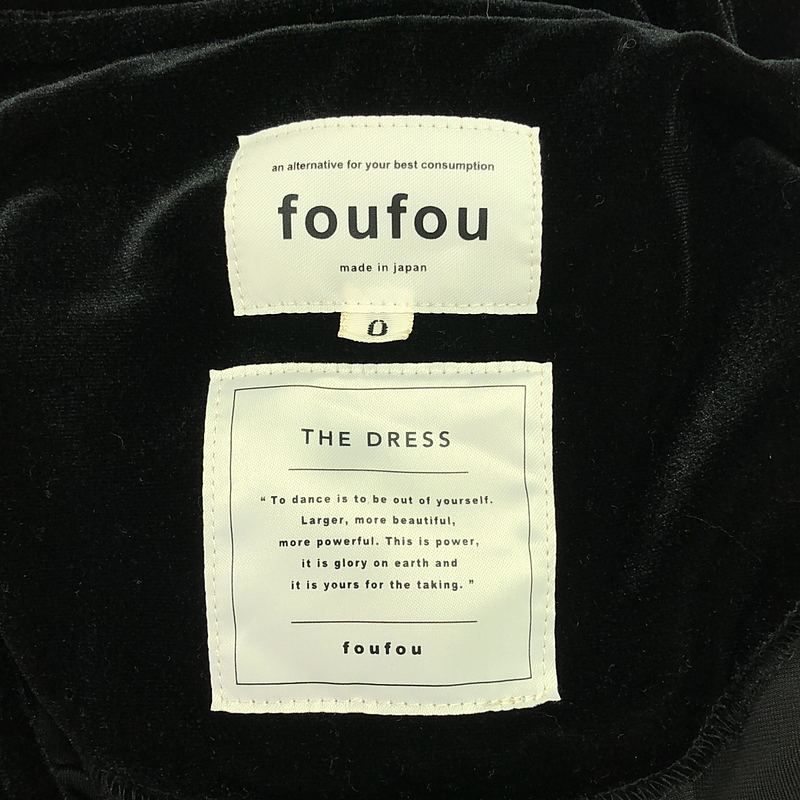 an alternative for your best consumption
foufou
made in japan
0
THE DRESS
“ To dance is to be out of yourself.
Larger, more beautiful,
more powerful. This is power,
it is glory on earth and
it is yours for the taking. ”
foufou